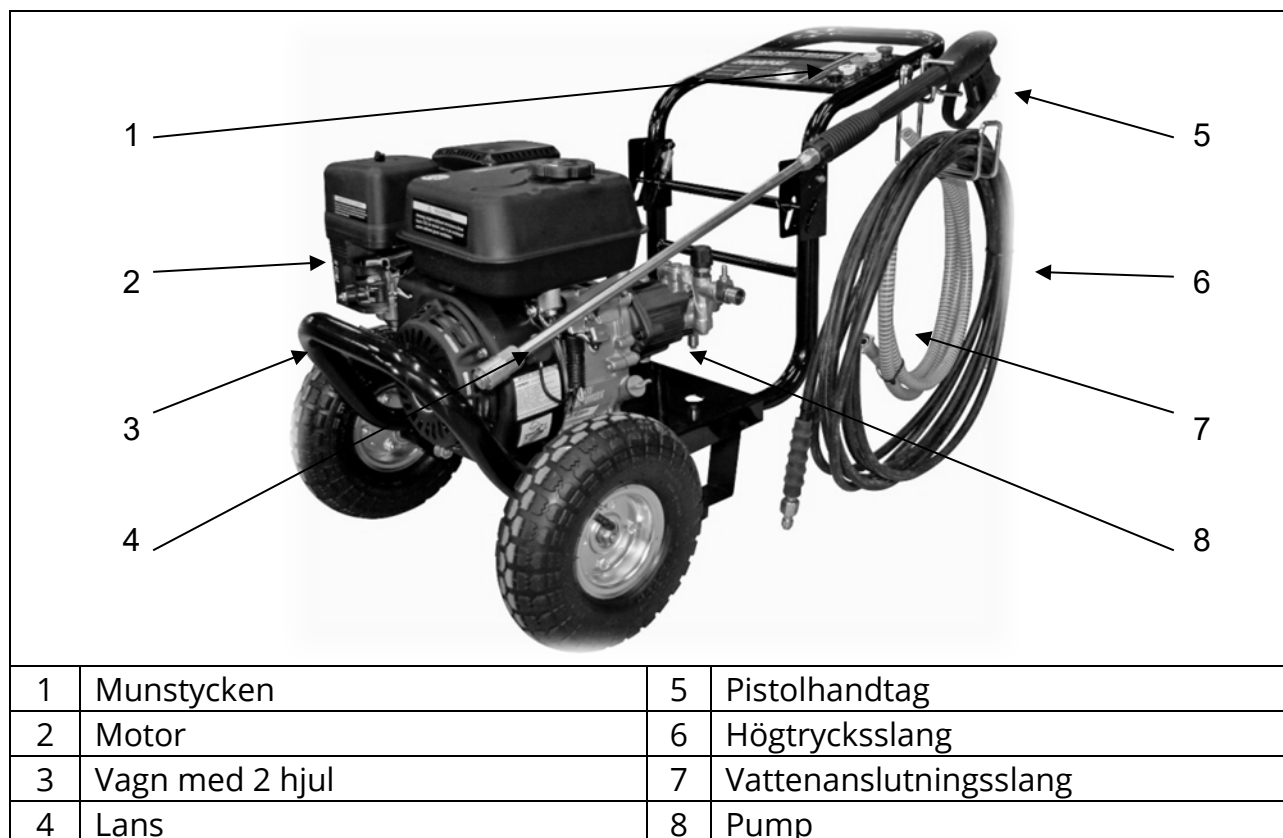 1
5
2
6
3
7
4
8
1 Munstycken 5 Pistolhandtag
2 Motor 6 Högtrycksslang
3 Vagn med 2 hjul 7 Vattenanslutningsslang
4 Lans 8 Pump